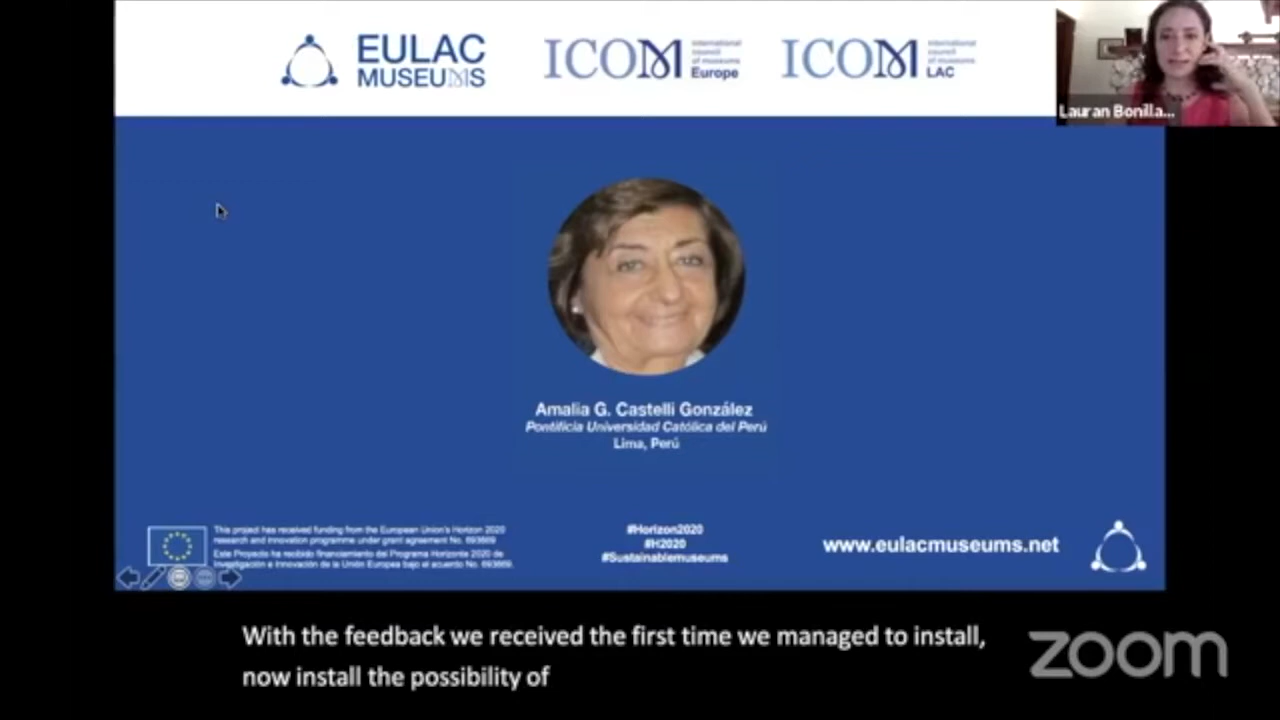 EULAC
MUSEUMS
ICOM
international
council
of museums
Europe
ICOM
international
council
of museums
LAC
Lauran Bonilla...
Amalia G. Castelli González
Pontificia Universidad Católica del Perú
Lima, Perú
This project has received funding from the European Union's Horizon 2020
research and innovation programme under grant agreement No. 693669
Este Proyecto ha recibido financiamiento del Programa Horizonte 2020 de
Investigación e Innovación de la Unión Europea bajo el acuerdo No. 693669.
#Horizon2020
#H2020
#Sustainablemuseums
www.eulacmuseums.net
With the feedback we received the first time we managed to install,
now install the possibility of
zoom